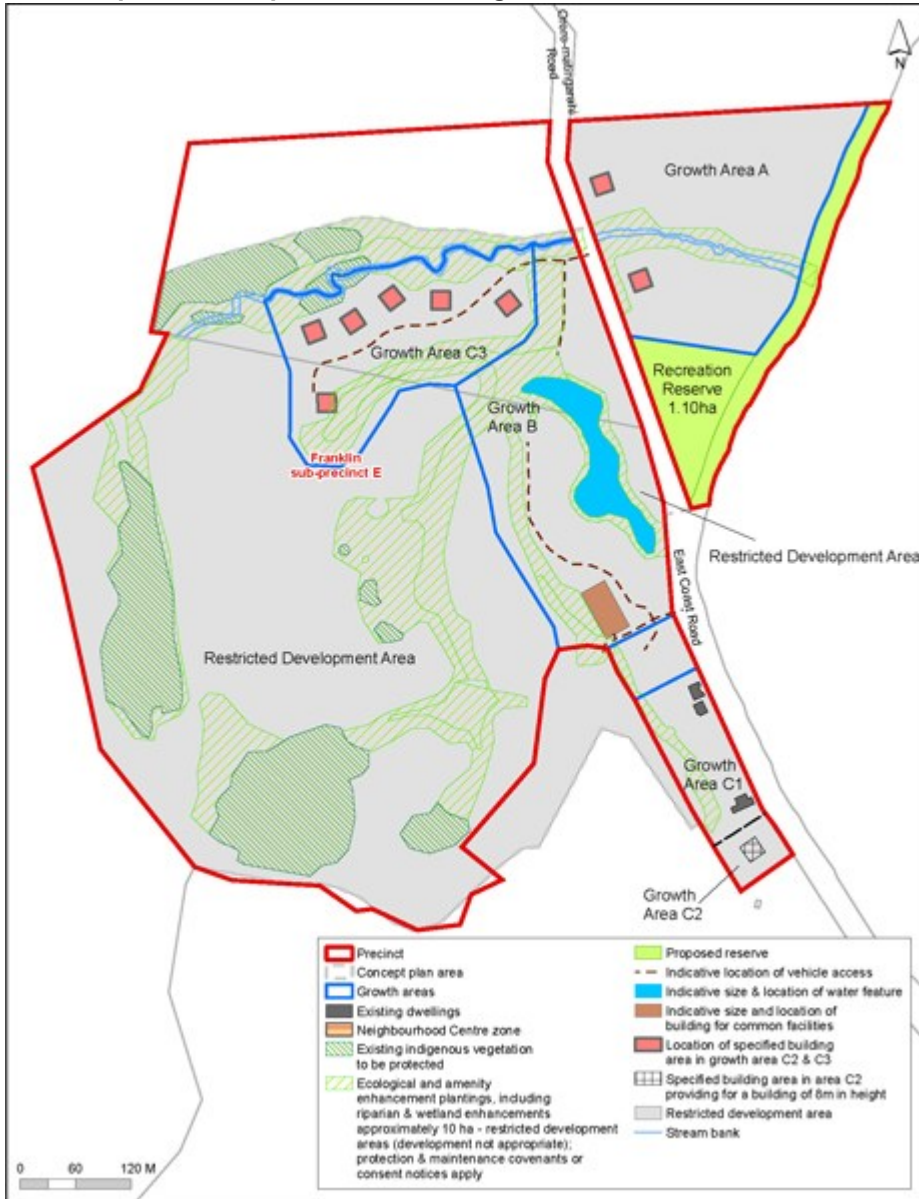 N
Road
Growth Area A
Growth Area C3
Recreation
Reserve
1.10ha
Growth
Area B
Franklin
sub-precinct E
Restricted Development Area
East Coast Road
Restricted Development Area
Growth
Area C1
Growth
Area C2
Precinct
Concept plan area
Growth areas
Existing dwellings
Neighbourhood Centre zone
Existing indigenous vegetation
to be protected
Ecological and amenity
enhancement plantings, including
riparian & wetland enhancements
approximately 10 ha - restricted development
areas (development not appropriate);
protection & maintenance covenants or
consent notices apply
Proposed reserve
Indicative location of vehicle access
Indicative size & location of water feature
Indicative size and location of
building for common facilities
Location of specified building
area in growth area C2 & C3
Specified building area in area C2
providing for a building of 8m in height
Restricted development area
Stream bank
0 60 120 M